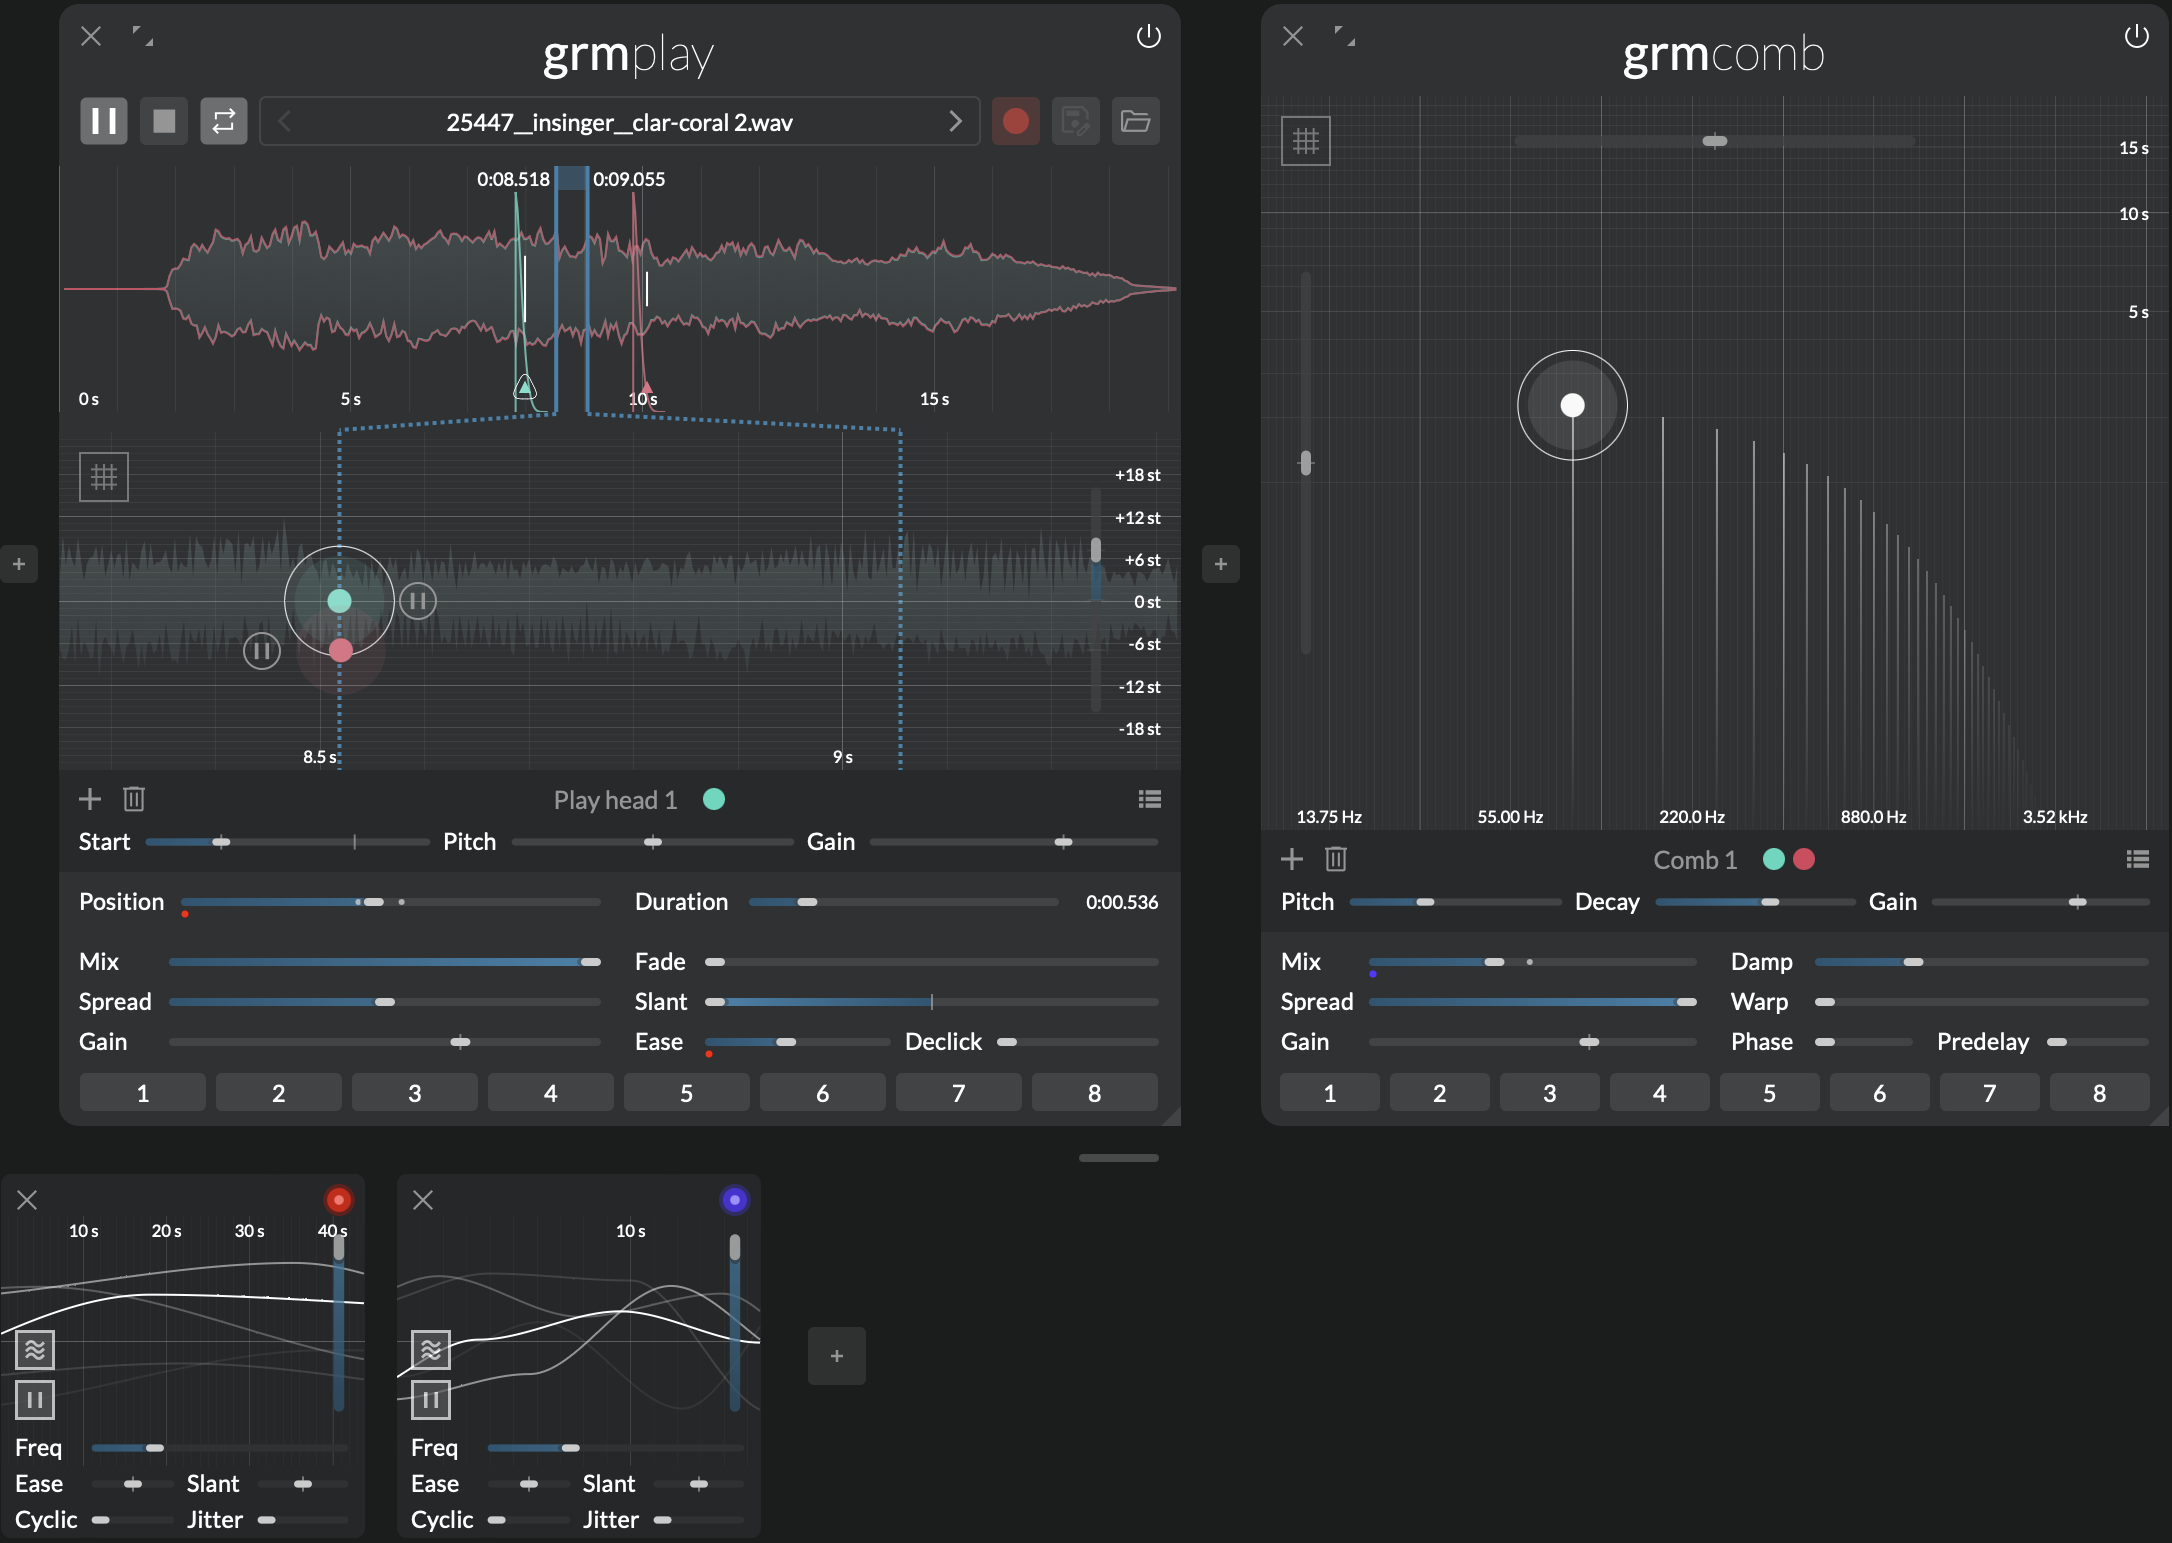 grmplay
25447__insinger__clar-coral 2.wav
0:08.518 0:09.055
0 s 5 s 10 s 15 s
+18 st
+12 st
+6 st
0 st
-6 st
-12 st
-18 st
8.5 s 9 s
Play head 1
Start Pitch Gain
Position Duration 0:00.536
Mix Fade
Spread Slant
Gain Ease Declick
1 2 3 4 5 6 7 8
grmcomb
15 s
10 s
5 s
13.75 Hz 55.00 Hz 220.0 Hz 880.0 Hz 3.52 kHz
Comb 1
Pitch Decay Gain
Mix Damp
Spread Warp
Gain Phase Predelay
1 2 3 4 5 6 7 8
10 s 20 s 30 s 40 s
Freq
Ease Slant
Cyclic Jitter
10 s
Freq
Ease Slant
Cyclic Jitter